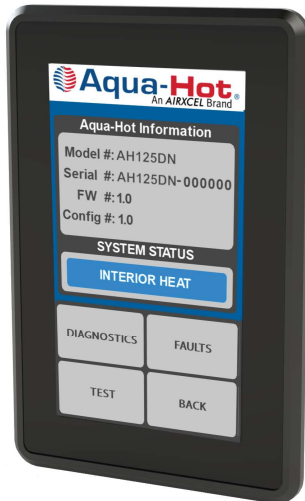 Aqua-Hot®
An AIRXCEL Brand
Aqua-Hot Information
Model #: AH125DN
Serial #: AH125DN-000000
FW #: 1.0
Config #: 1.0
SYSTEM STATUS
INTERIOR HEAT
DIAGNOSTICS
FAULTS
TEST
BACK